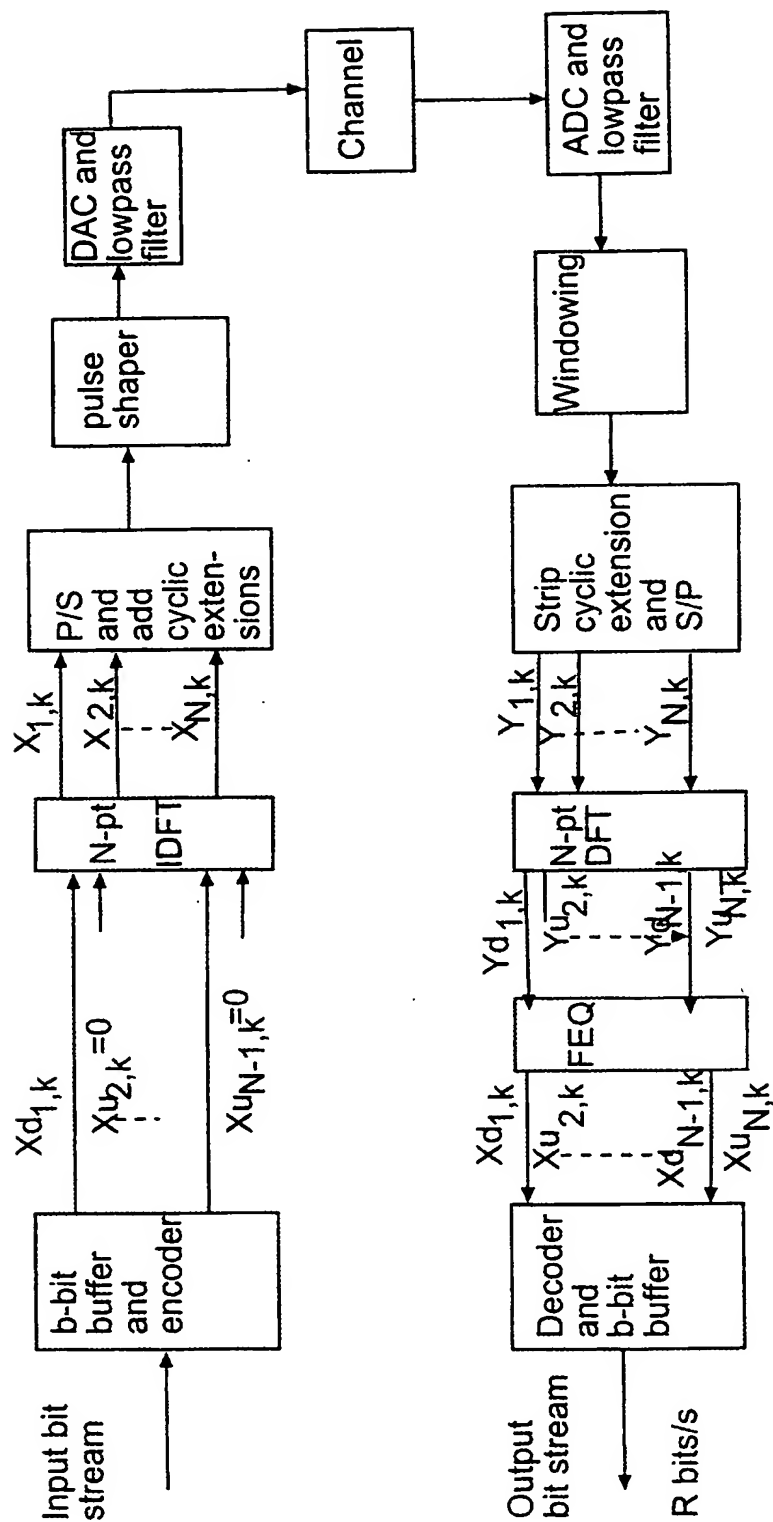 Input bit
stream
b-bit
buffer
and
encoder
Xd1,k
Xu2,k=0
XuN-1,k=0
N-pt
IDFT
X1,k
X2,k
XN,k
P/S
and
add
cyclic
exten-
sions
pulse
shaper
DAC and
lowpass
filter
Channel
ADC and
lowpass
filter
Windowing
Strip
cyclic
extension
and
S/P
Y1,k
Y2,k
YN,k
N-pt
DFT
Yd1,k
Yu2,k
YdN-1,k
YuN,k
FEQ
Xd1,k
Xu2,k
XdN-1,k
XuN,k
Decoder
and
b-bit
buffer
Output
bit stream
R bits/s